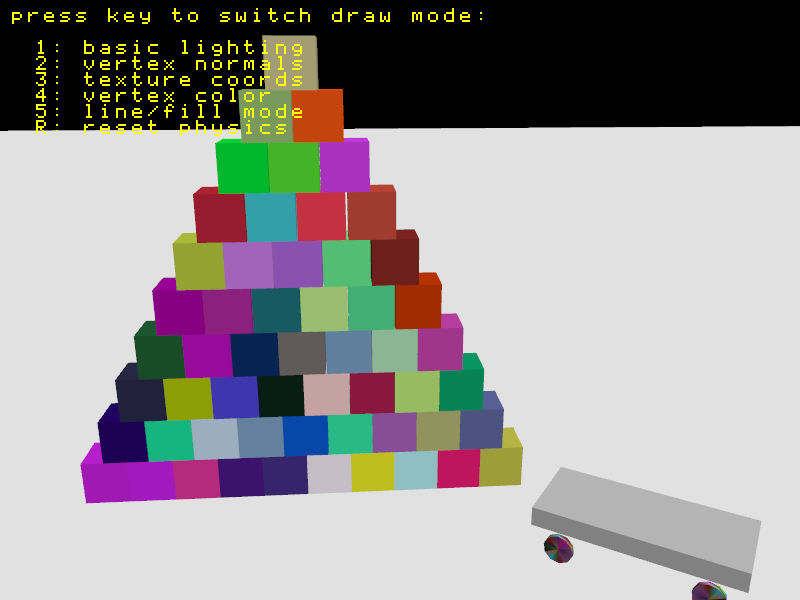 press key to switch draw mode:
1: basic lighting
2: vertex normals
3: texture coords
4: vertex color
5: line/fill mode
R: reset physics